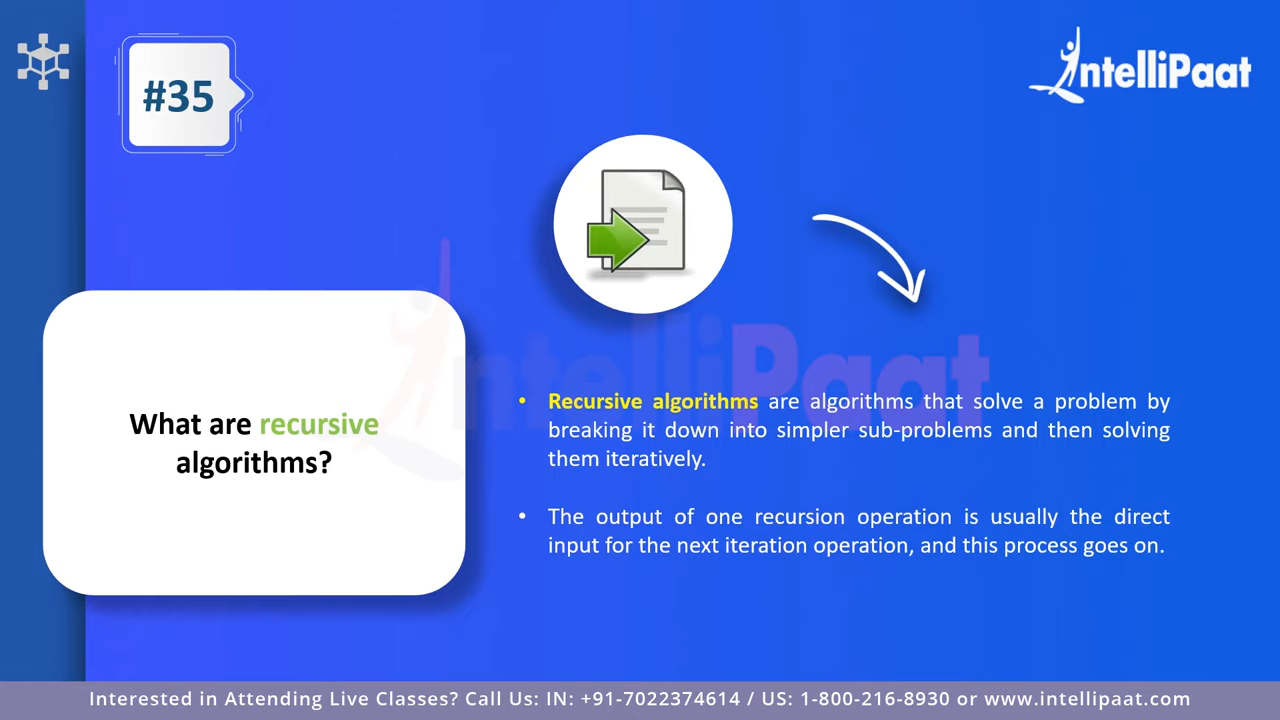 #35
IntelliPaat
What are recursive
algorithms?
IntelliPaat
• Recursive algorithms are algorithms that solve a problem by
breaking it down into simpler sub-problems and then solving
them iteratively.
• The output of one recursion operation is usually the direct
input for the next iteration operation, and this process goes on.
Interested in Attending Live Classes? Call Us: IN: +91-7022374614 / US: 1-800-216-8930 or www.intellipaat.com